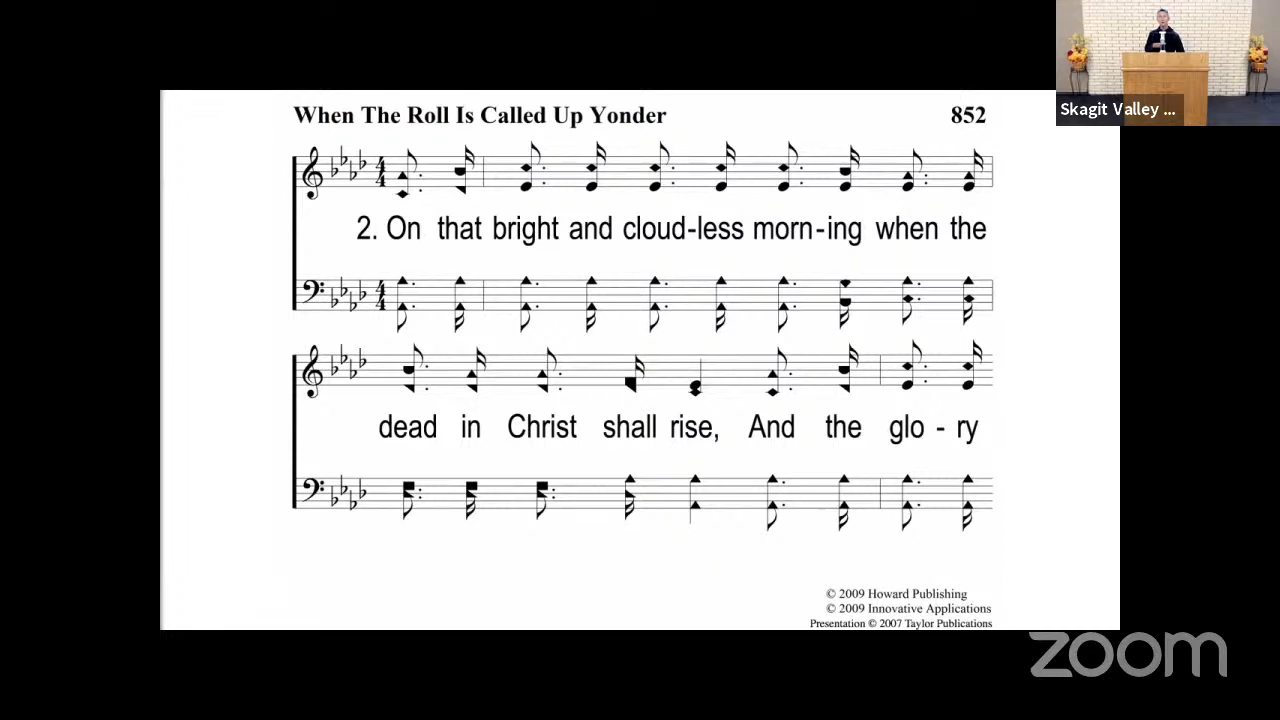 Skagit Valley ...
When The Roll Is Called Up Yonder 852
2. On that bright and cloud-less morn-ing when the
dead in Christ shall rise, And the glo - ry
© 2009 Howard Publishing
© 2009 Innovative Applications
Presentation © 2007 Taylor Publications
zoom